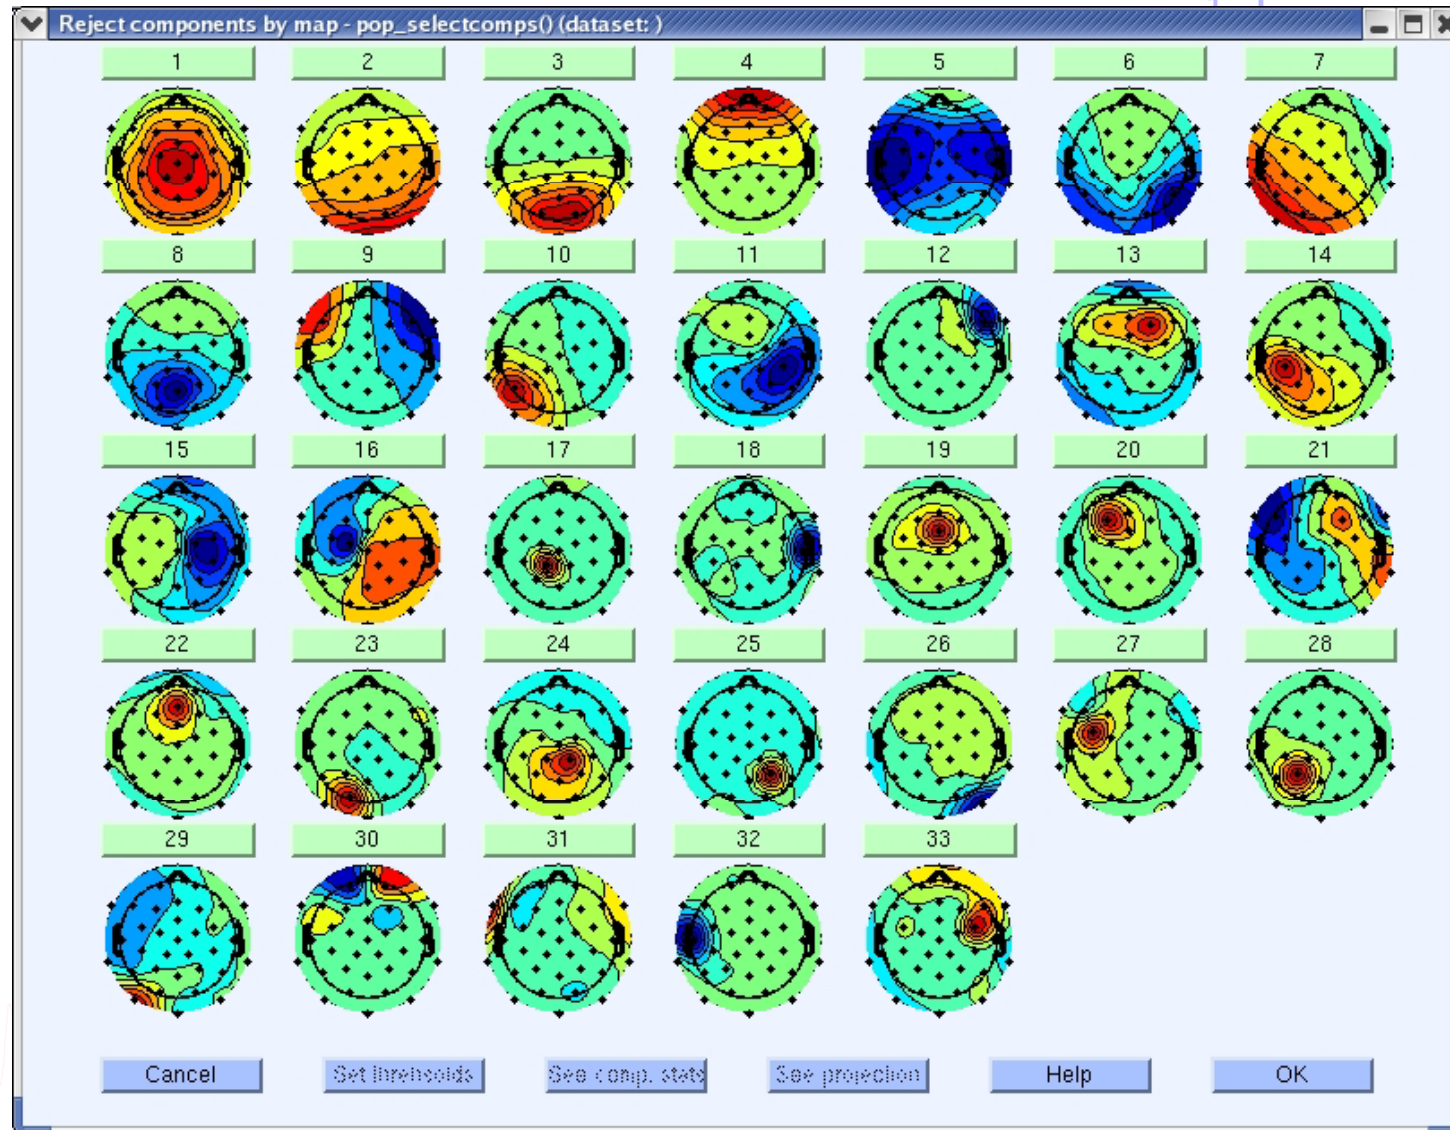 Reject components by map - pop_selectcomps() (dataset: )
1 2 3 4 5 6 7
8 9 10 11 12 13 14
15 16 17 18 19 20 21
22 23 24 25 26 27 28
29 30 31 32 33
Cancel Set threhsolds See comp. stats See projection Help OK